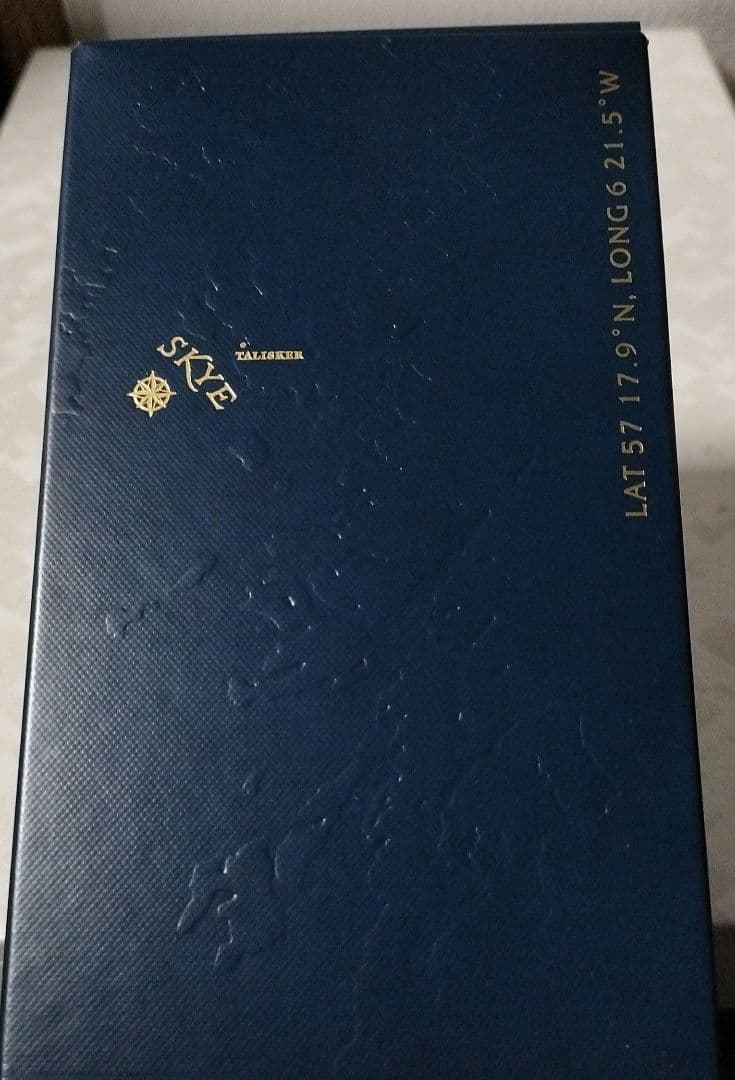 SKYE
TALISKER
LAT 57 17.9°N, LONG 6 21.5°W